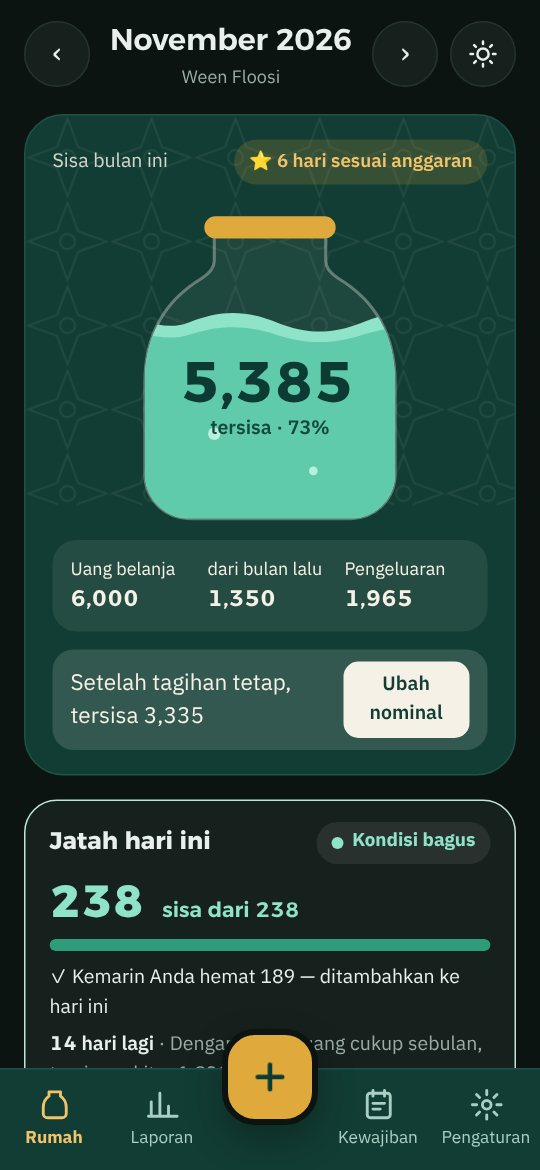 November 2026
Ween Floosi
Sisa bulan ini
⭐ 6 hari sesuai anggaran
5,385
tersisa · 73%
Uang belanja
6,000
dari bulan lalu
1,350
Pengeluaran
1,965
Setelah tagihan tetap,
tersisa 3,335
Ubah
nominal
Jatah hari ini
Kondisi bagus
238 sisa dari 238
✓ Kemarin Anda hemat 189 — ditambahkan ke
hari ini
14 hari lagi · uang cukup sebulan,
Rumah
Laporan
Kewajiban
Pengaturan